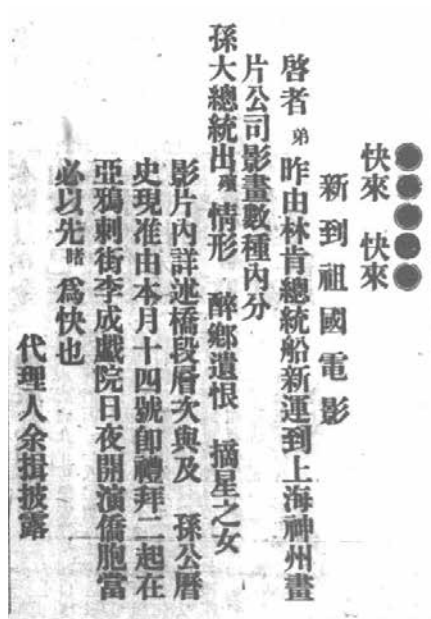 ●●●●●
快來 快來
新到祖國電影
啓者弟昨由林肯總統船新運到上海神州畫
片公司影畫數種內分
孫大總統出殯情形 醉鄉遺恨 摘星之女
影片內詳述橋段層次與及 孫公曆
史現准由本月十四號卽禮拜二起在
亞鴉剌街李成戲院日夜開演僑胞當
必以先睹爲快也
代理人余揖披露